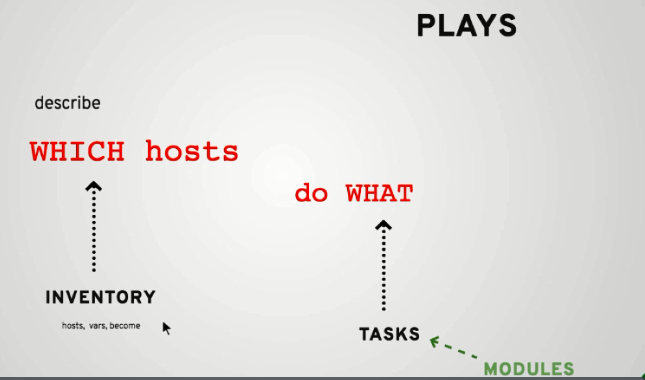 PLAYS
describe
WHICH hosts
do WHAT
INVENTORY
hosts, vars, become
TASKS
MODULES